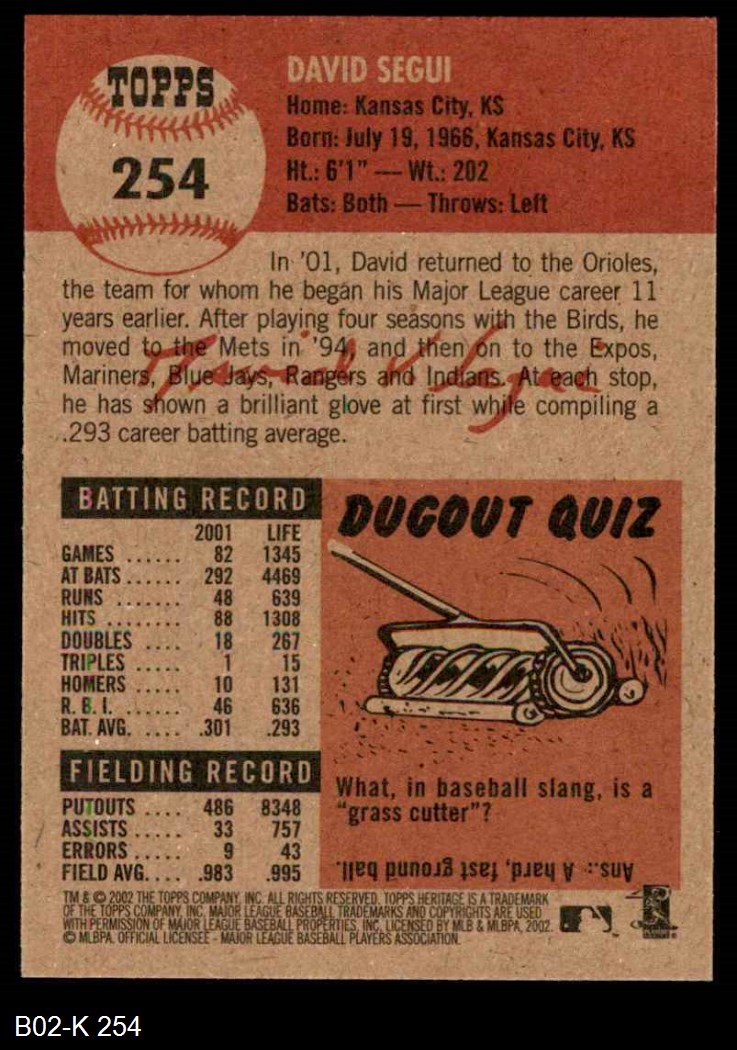 TOPPS
254
DAVID SEGUI
Home: Kansas City, KS
Born: July 19, 1966, Kansas City, KS
Ht.: 6'1" — Wt.: 202
Bats: Both — Throws: Left
In '01, David returned to the Orioles,
the team for whom he began his Major League career 11
years earlier. After playing four seasons with the Birds, he
moved to the Mets in '94, and then on to the Expos,
Mariners, Blue Jays, Rangers and Indians. At each stop,
he has shown a brilliant glove at first while compiling a
.293 career batting average.
David Segui
BATTING RECORD
2001 LIFE
GAMES ...... 82 1345
AT BATS ..... 292 4469
RUNS ....... 48 639
HITS ........ 88 1308
DOUBLES .... 18 267
TRIPLES ..... 1 15
HOMERS .... 10 131
R. B. I. ...... 46 636
BAT. AVG. .... .301 .293
FIELDING RECORD
PUTOUTS .... 486 8348
ASSISTS ..... 33 757
ERRORS ..... 9 43
FIELD AVG. ... .983 .995
DUGOUT QUIZ
What, in baseball slang, is a
"grass cutter"?
Ans.: A hard, fast ground ball
TM & © 2002 THE TOPPS COMPANY, INC. ALL RIGHTS RESERVED. TOPPS HERITAGE IS A TRADEMARK
OF THE TOPPS COMPANY, INC. MAJOR LEAGUE BASEBALL TRADEMARKS AND COPYRIGHTS ARE USED
WITH PERMISSION OF MAJOR LEAGUE BASEBALL PROPERTIES, INC. LICENSED BY MLB & MLBPA, 2002.
© MLBPA. OFFICIAL LICENSEE - MAJOR LEAGUE BASEBALL PLAYERS ASSOCIATION.
B02-K 254